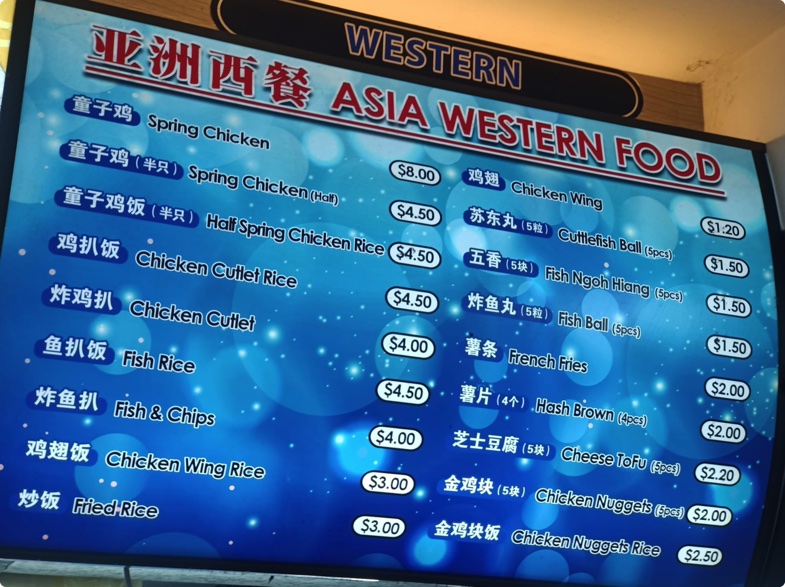 WESTERN
亚洲西餐 ASIA WESTERN FOOD
童子鸡 Spring Chicken $8.00
童子鸡（半只） Spring Chicken (Half) $4.50
童子鸡饭（半只） Half Spring Chicken Rice $4.50
鸡扒饭 Chicken Cutlet Rice $4.50
炸鸡扒 Chicken Cutlet $4.00
鱼扒饭 Fish Rice $4.50
炸鱼扒 Fish & Chips $4.00
鸡翅饭 Chicken Wing Rice $3.00
炒饭 Fried Rice $3.00
鸡翅 Chicken Wing $1.20
苏东丸（5粒） Cuttlefish Ball (5pcs) $1.50
五香（5块） Fish Ngoh Hiang (5pcs) $1.50
炸鱼丸（5粒） Fish Ball (5pcs) $1.50
薯条 French Fries $2.00
薯片（4个） Hash Brown (4pcs) $2.00
芝士豆腐（5块） Cheese ToFu (5pcs) $2.20
金鸡块（5块） Chicken Nuggets (5pcs) $2.00
金鸡块饭 Chicken Nuggets Rice $2.50